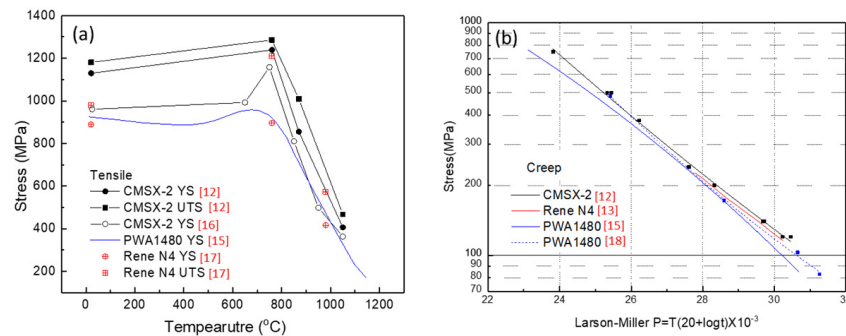 (a)
1400
1200
1000
800
600
400
200
Stress (MPa)
Tensile
CMSX-2 YS [12]
CMSX-2 UTS [12]
CMSX-2 YS [16]
PWA1480 YS [15]
Rene N4 YS [17]
Rene N4 UTS [17]
0 200 400 600 800 1000 1200
Tempearutre (°C)
(b)
1000
900
800
700
600
500
400
300
200
100
90
80
70
Stress(MPa)
Creep
CMSX-2 [12]
Rene N4 [13]
PWA1480 [15]
PWA1480 [18]
22 24 26 28 30
Larson-Miller P=T(20+logt)X10⁻³